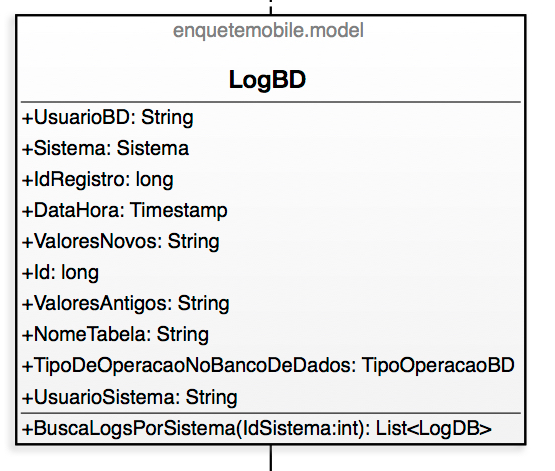 enquetemobile.model
LogBD
+UsuarioBD: String
+Sistema: Sistema
+IdRegistro: long
+DataHora: Timestamp
+ValoresNovos: String
+Id: long
+ValoresAntigos: String
+NomeTabela: String
+TipoDeOperacaoNoBancoDeDados: TipoOperacaoBD
+UsuarioSistema: String
+BuscaLogsPorSistema(IdSistema:int): List<LogDB>